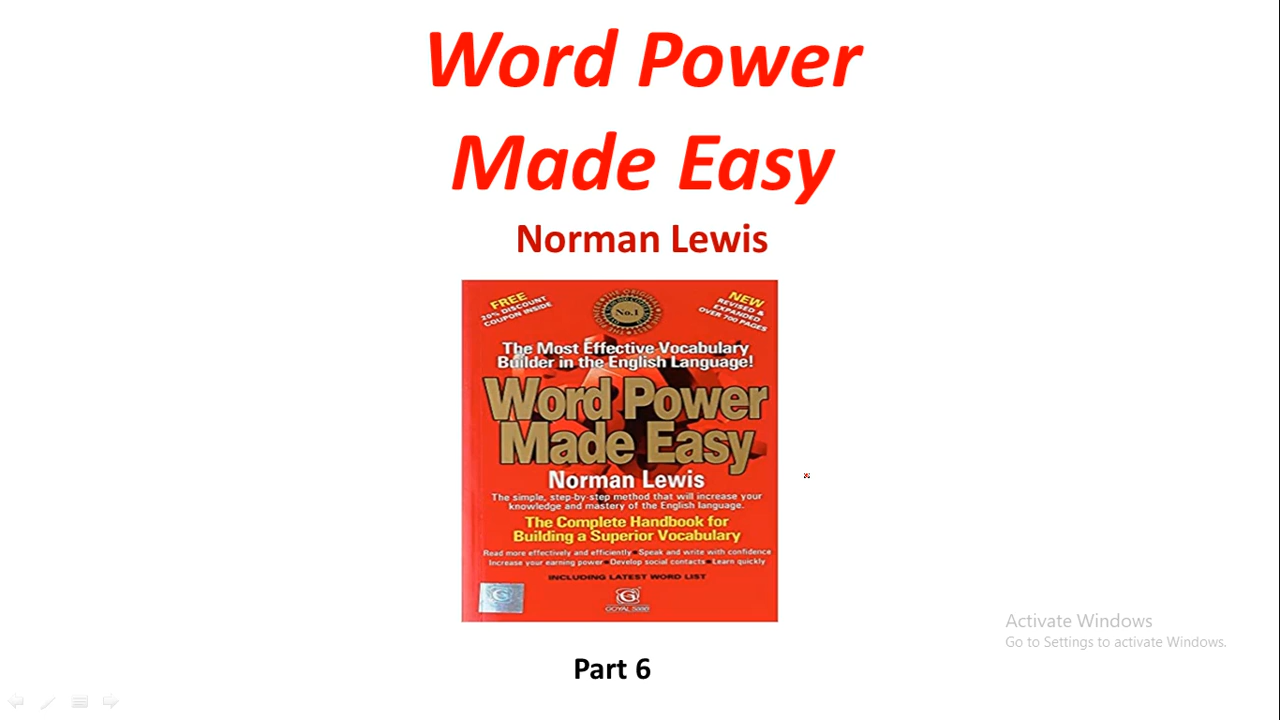 Word Power
Made Easy
Norman Lewis
FREE
20% DISCOUNT
COUPON INSIDE
No.1
NEW
REVISED &
EXPANDED
OVER 700 PAGES
The Most Effective Vocabulary
Builder in the English Language!
Word Power
Made Easy
Norman Lewis
The simple, step-by-step method that will increase your
knowledge and mastery of the English language.
The Complete Handbook for
Building a Superior Vocabulary
Read more effectively and efficiently • Speak and write with confidence
Increase your earning power • Develop social contacts • Learn quickly
INCLUDING LATEST WORD LIST
G
GOYAL SaaB
Activate Windows
Go to Settings to activate Windows.
Part 6